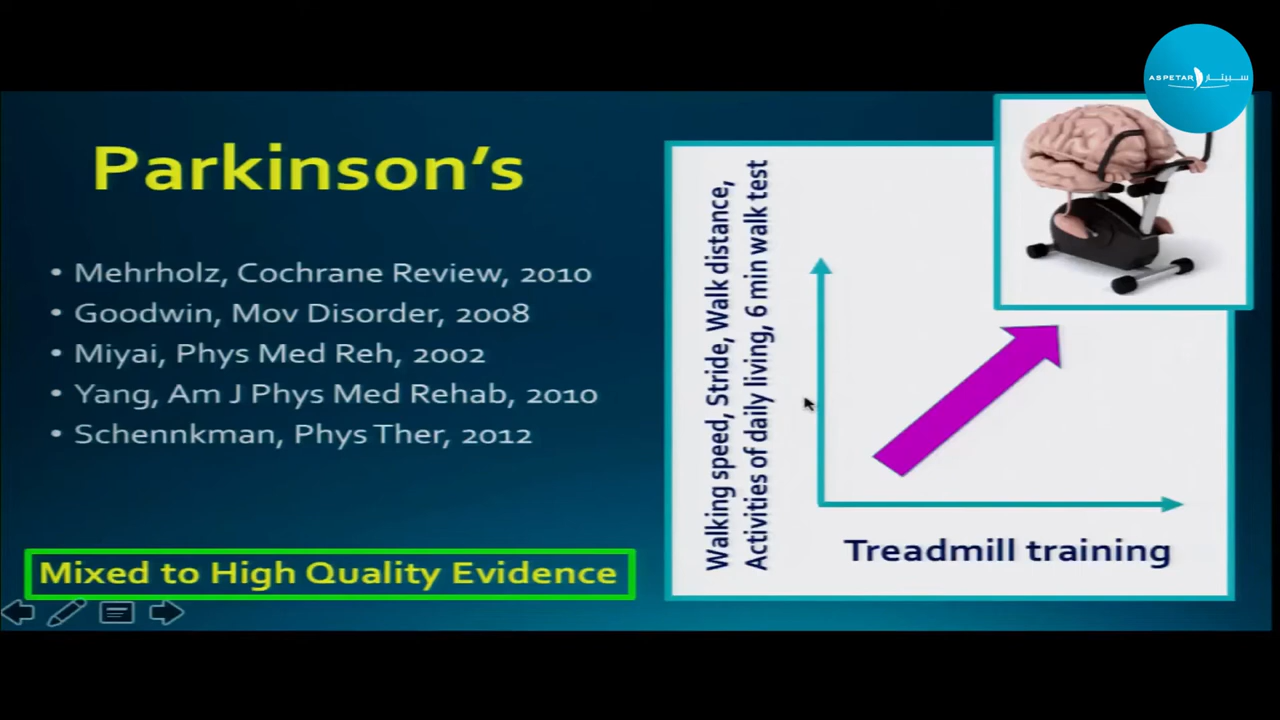 ASPETAR سبيتار
Parkinson's
• Mehrholz, Cochrane Review, 2010
• Goodwin, Mov Disorder, 2008
• Miyai, Phys Med Reh, 2002
• Yang, Am J Phys Med Rehab, 2010
• Schennkman, Phys Ther, 2012
Mixed to High Quality Evidence
Walking speed, Stride, Walk distance,
Activities of daily living, 6 min walk test
Treadmill training